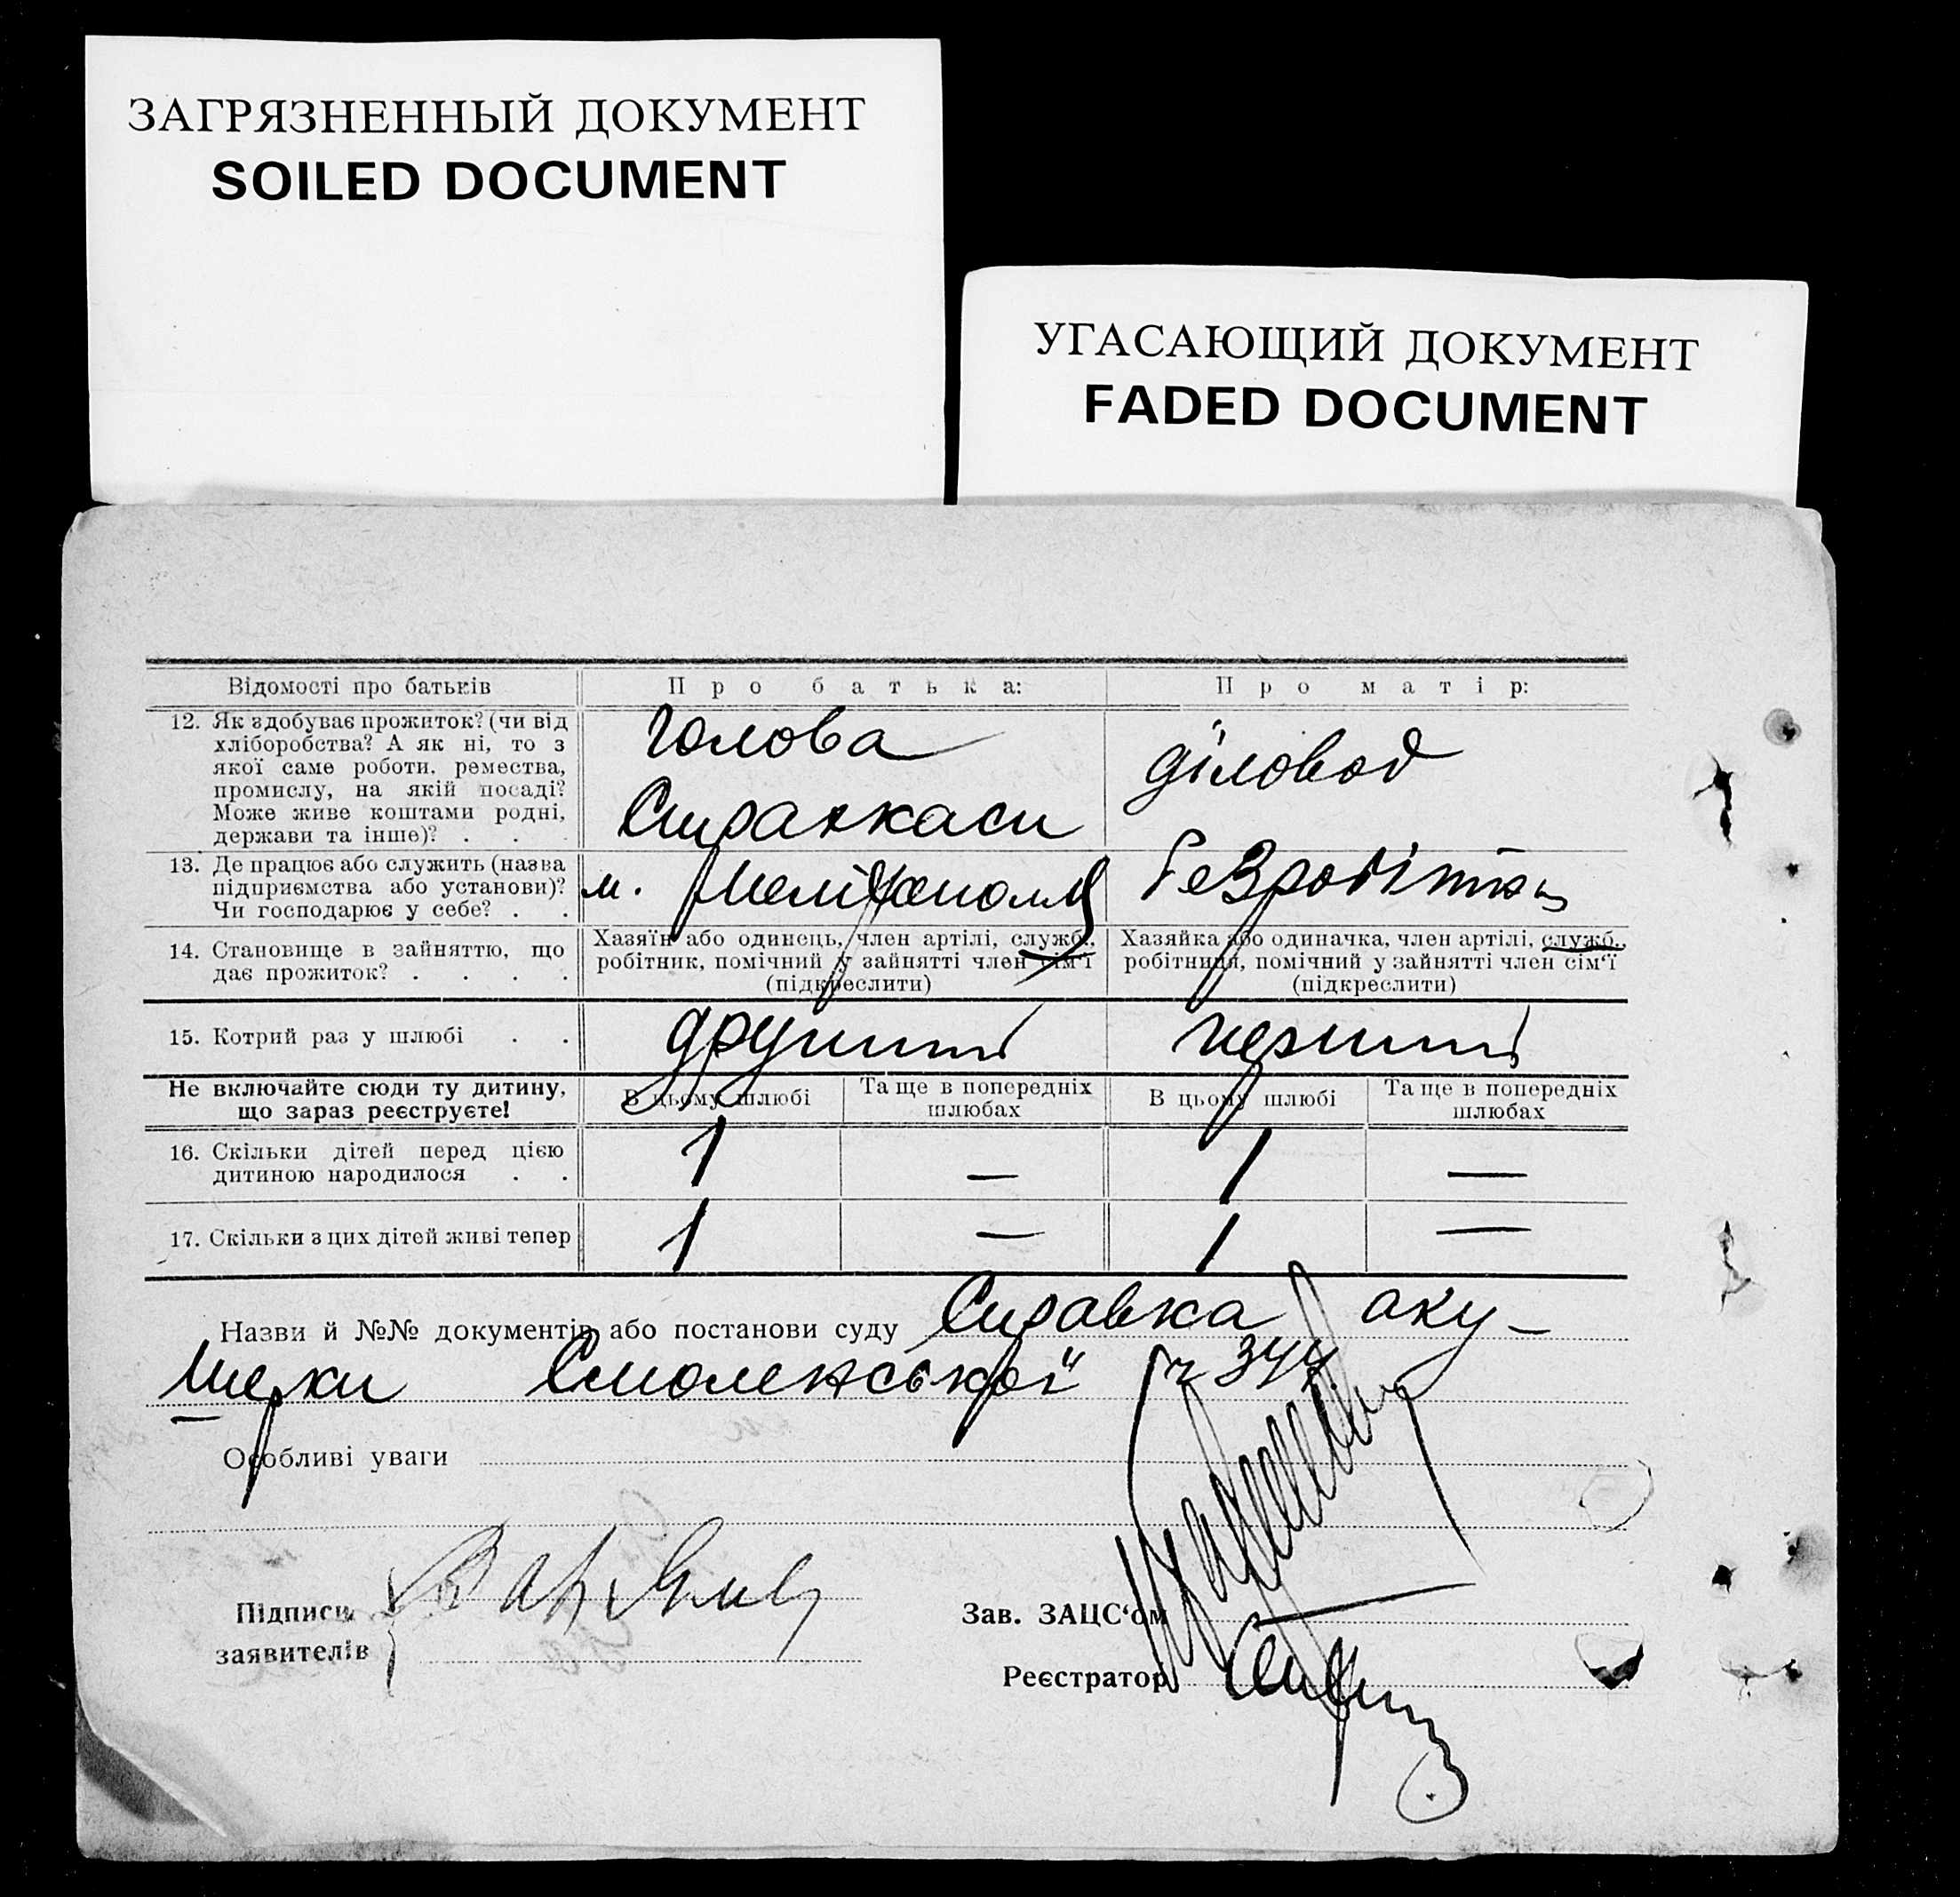 ЗАГРЯЗНЕННЫЙ ДОКУМЕНТ
SOILED DOCUMENT
УГАСАЮЩИЙ ДОКУМЕНТ
FADED DOCUMENT
Відомості про батьків
Про батька:
Про матір:
12. Як здобуває прожиток? (чи від
хліборобства? А як ні, то з
якої саме роботи, ремества,
промислу, на якій посаді?
Може живе коштами родні,
держави та інше)? . . .
голова
Страхкаси
діловод
13. Де працює або служить (назва
підприємства або установи)?
Чи господарює у себе? . .
м. Мелітополя
безробітна
14. Становище в зайняттю, що
дає прожиток? . . . .
Хазяїн або одинець, член артілі, служб.,
робітник, помічний у зайнятті член сім'ї
(підкреслити)
Хазяйка або одиначка, член артілі, служб.,
робітниця, помічний у зайнятті член сім'ї
(підкреслити)
15. Котрий раз у шлюбі . .
другий
перший
Не включайте сюди ту дитину,
що зараз реєструєте!
В цьому шлюбі
Та ще в попередніх
шлюбах
В цьому шлюбі
Та ще в попередніх
шлюбах
16. Скільки дітей перед цією
дитиною народилося . .
1 — 1 —
17. Скільки з цих дітей живі тепер
1 — 1 —
Назви й №№ документів або постанови суду Справка аку-
шерки Смоленської 344
Особливі уваги
Підписи
заявителів
Зав. ЗАЦС'ом
Реєстратор